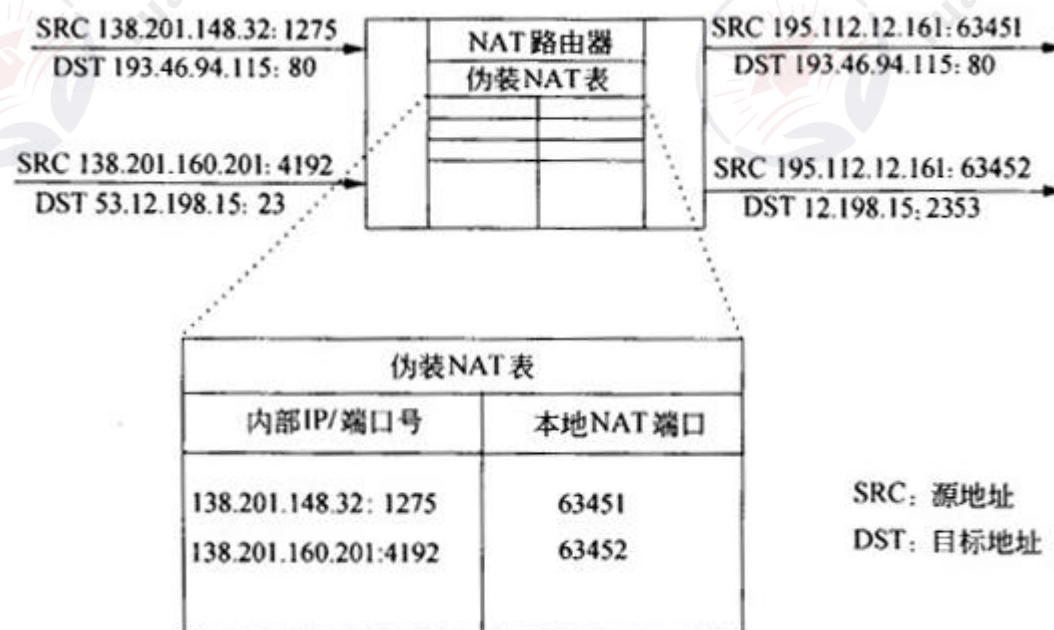 SRC 138.201.148.32: 1275
DST 193.46.94.115: 80
SRC 138.201.160.201: 4192
DST 53.12.198.15: 23
NAT 路由器
伪装NAT表
SRC 195.112.12.161: 63451
DST 193.46.94.115: 80
SRC 195.112.12.161: 63452
DST 12.198.15: 2353
伪装NAT表
内部IP/端口号
本地NAT端口
138.201.148.32: 1275
63451
138.201.160.201:4192
63452
SRC: 源地址
DST: 目标地址